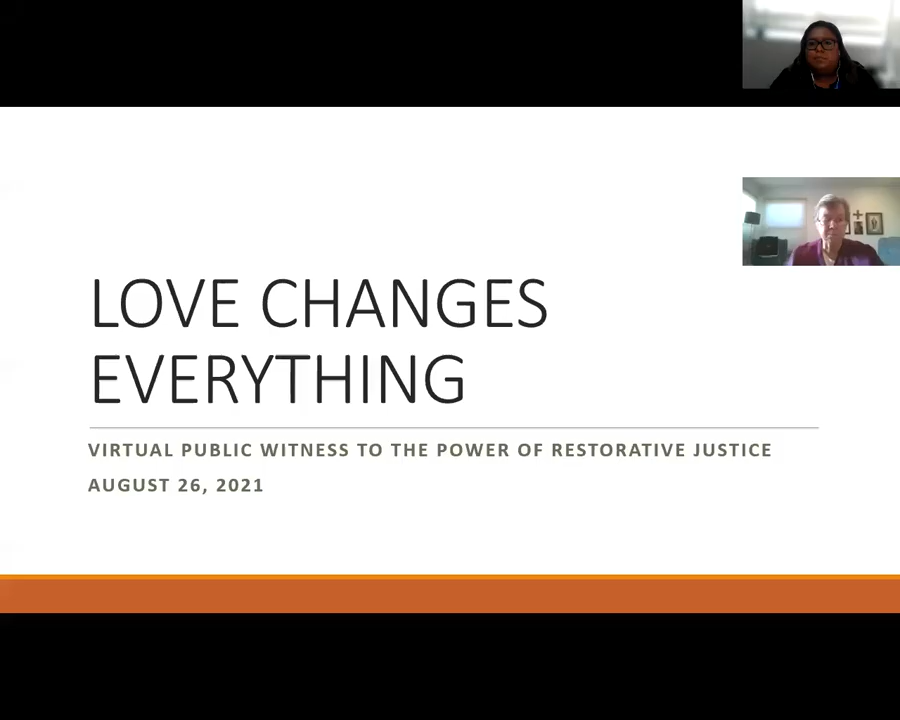 LOVE CHANGES
EVERYTHING
VIRTUAL PUBLIC WITNESS TO THE POWER OF RESTORATIVE JUSTICE
AUGUST 26, 2021